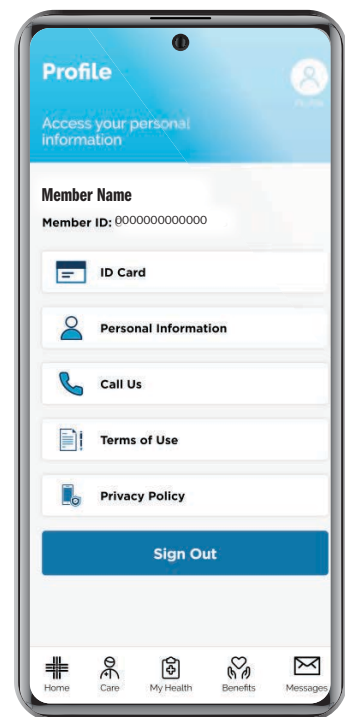 Profile
Access your personal
information
Member Name
Member ID: 0000000000000
ID Card
Personal Information
Call Us
Terms of Use
Privacy Policy
Sign Out
Home Care My Health Benefits Messages